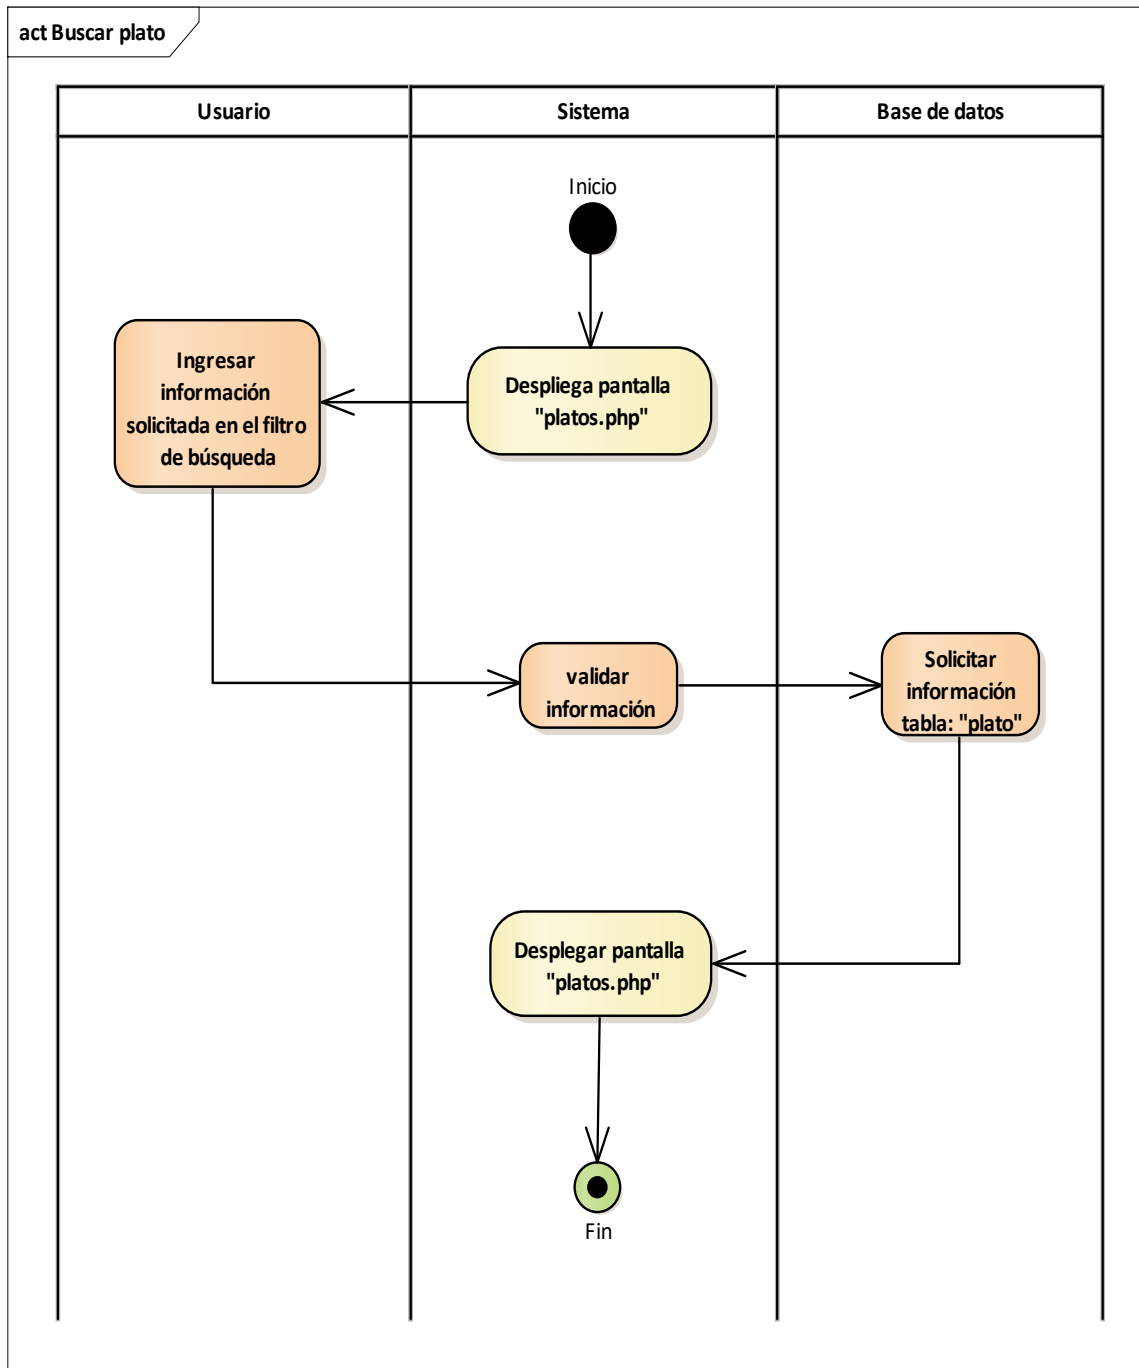 act Buscar plato
Usuario
Sistema
Base de datos
Inicio
Despliega pantalla
"platos.php"
Ingresar
información
solicitada en el filtro
de búsqueda
validar
información
Solicitar
información
tabla: "plato"
Desplegar pantalla
"platos.php"
Fin